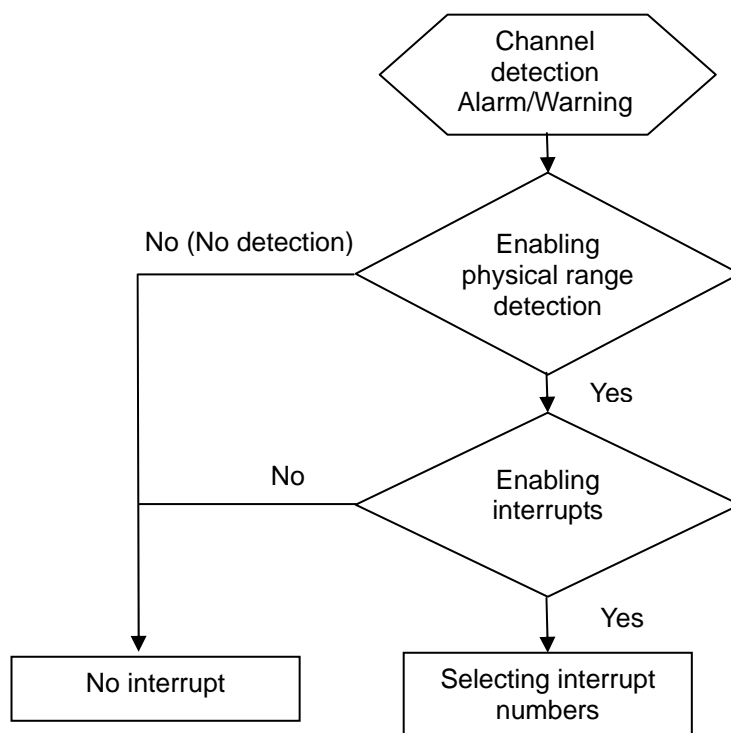 Channel
detection
Alarm/Warning
No (No detection)
Enabling
physical range
detection
Yes
No
Enabling
interrupts
Yes
No interrupt
Selecting interrupt
numbers